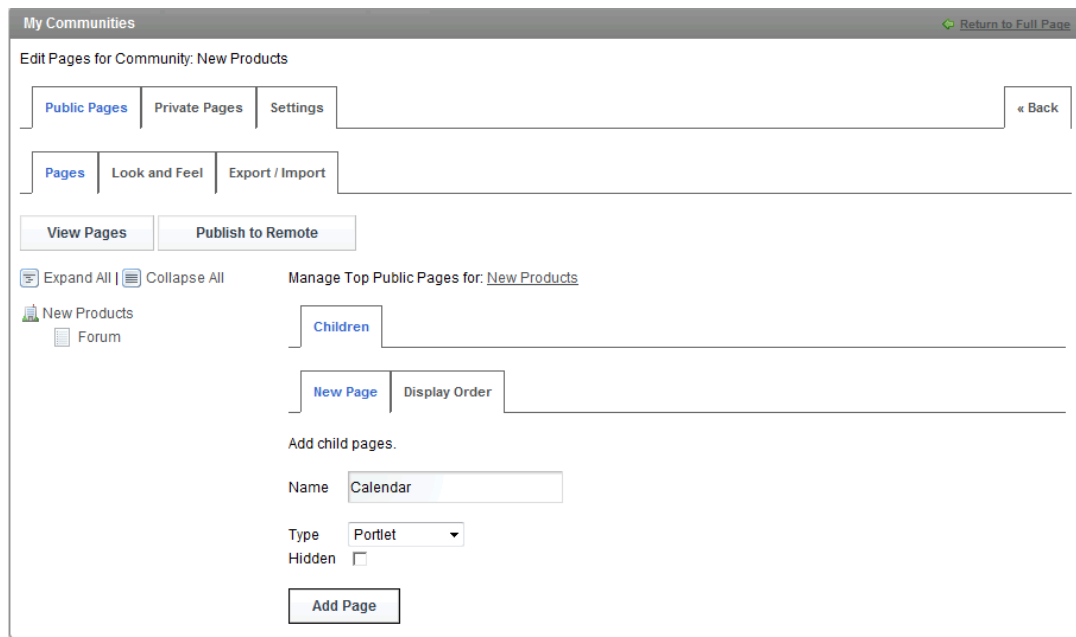 My Communities Return to Full Page
Edit Pages for Community: New Products
Public Pages Private Pages Settings « Back
Pages Look and Feel Export / Import
View Pages Publish to Remote
Expand All | Collapse All Manage Top Public Pages for: New Products
New Products
Forum
Children
New Page Display Order
Add child pages.
Name Calendar
Type Portlet
Hidden
Add Page